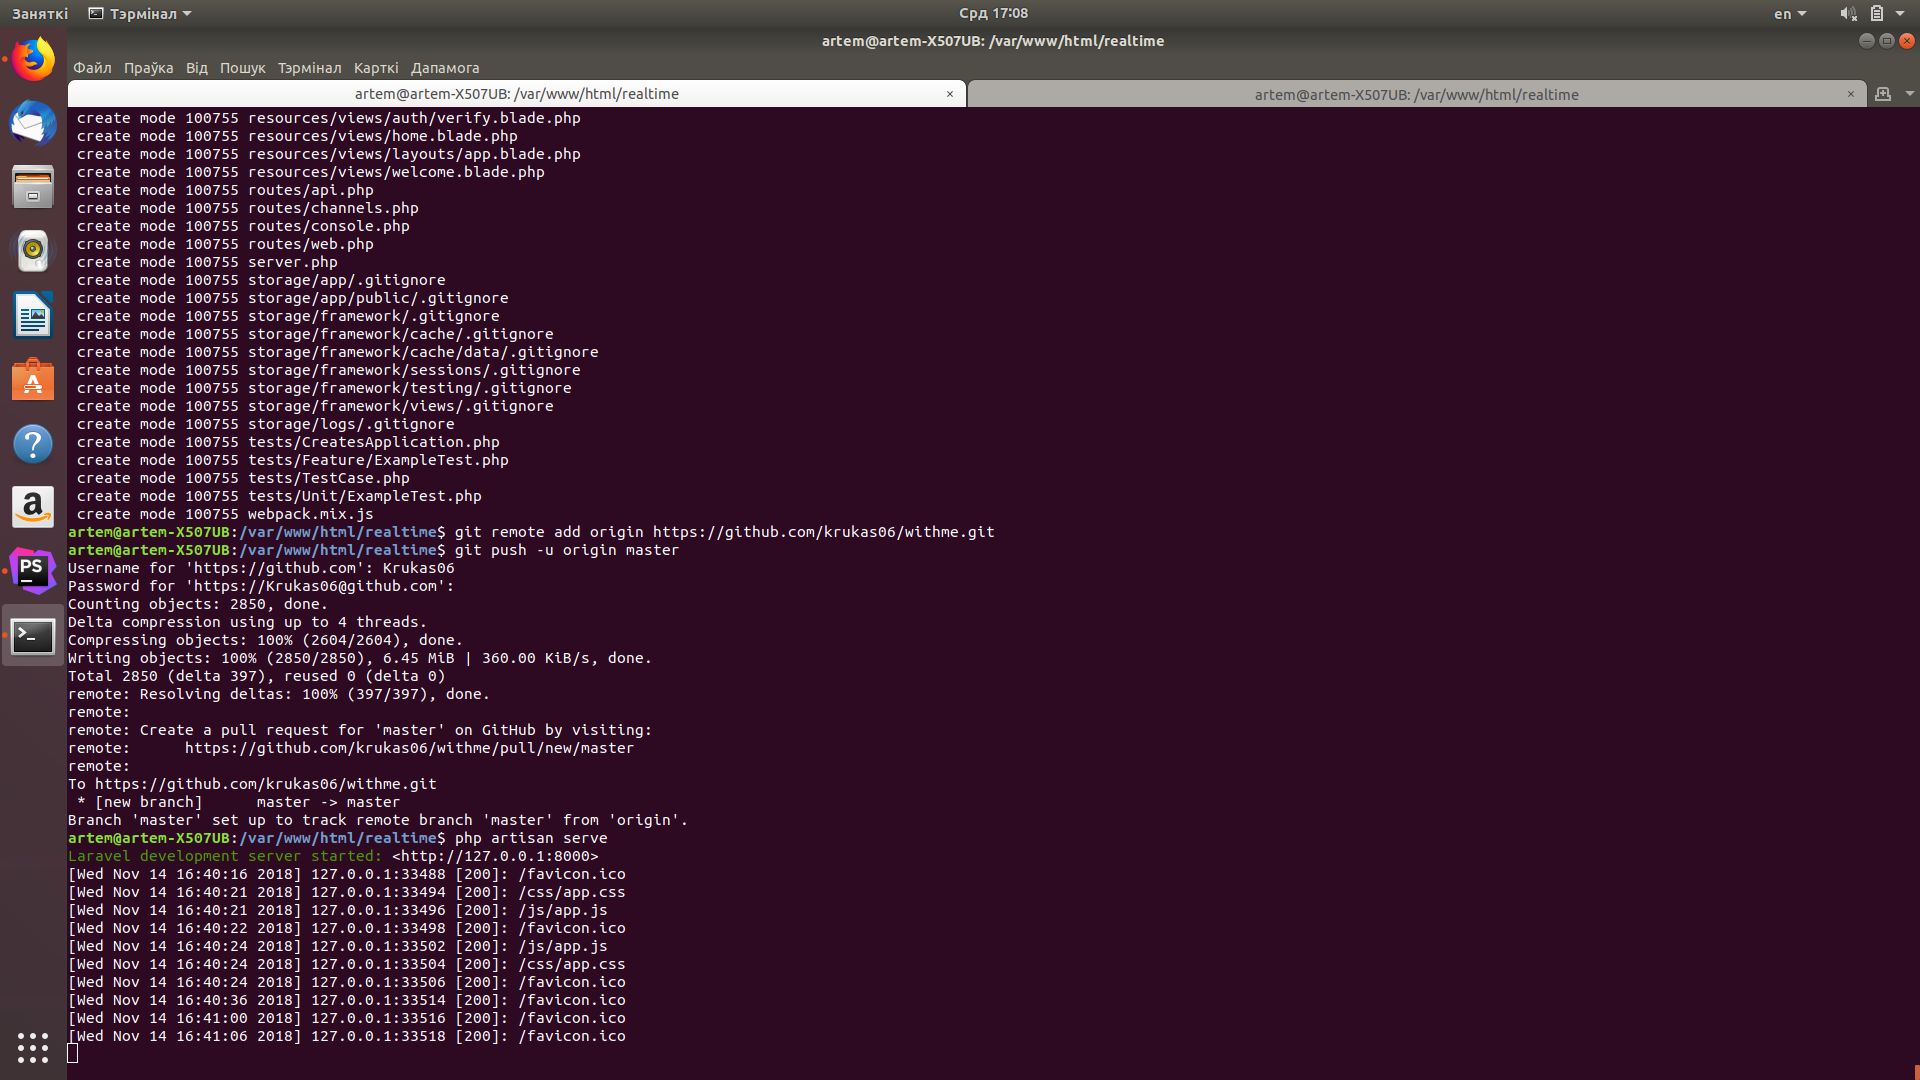 Заняткі
Тэрмінал
Срд 17:08
en
artem@artem-X507UB: /var/www/html/realtime
Файл Праўка Від Пошук Тэрмінал Карткі Дапамога
artem@artem-X507UB: /var/www/html/realtime
artem@artem-X507UB: /var/www/html/realtime
create mode 100755 resources/views/auth/verify.blade.php
create mode 100755 resources/views/home.blade.php
create mode 100755 resources/views/layouts/app.blade.php
create mode 100755 resources/views/welcome.blade.php
create mode 100755 routes/api.php
create mode 100755 routes/channels.php
create mode 100755 routes/console.php
create mode 100755 routes/web.php
create mode 100755 server.php
create mode 100755 storage/app/.gitignore
create mode 100755 storage/app/public/.gitignore
create mode 100755 storage/framework/.gitignore
create mode 100755 storage/framework/cache/.gitignore
create mode 100755 storage/framework/cache/data/.gitignore
create mode 100755 storage/framework/sessions/.gitignore
create mode 100755 storage/framework/testing/.gitignore
create mode 100755 storage/framework/views/.gitignore
create mode 100755 storage/logs/.gitignore
create mode 100755 tests/CreatesApplication.php
create mode 100755 tests/Feature/ExampleTest.php
create mode 100755 tests/TestCase.php
create mode 100755 tests/Unit/ExampleTest.php
create mode 100755 webpack.mix.js
artem@artem-X507UB:/var/www/html/realtime$ git remote add origin https://github.com/krukas06/withme.git
artem@artem-X507UB:/var/www/html/realtime$ git push -u origin master
Username for 'https://github.com': Krukas06
Password for 'https://Krukas06@github.com':
Counting objects: 2850, done.
Delta compression using up to 4 threads.
Compressing objects: 100% (2604/2604), done.
Writing objects: 100% (2850/2850), 6.45 MiB | 360.00 KiB/s, done.
Total 2850 (delta 397), reused 0 (delta 0)
remote: Resolving deltas: 100% (397/397), done.
remote:
remote: Create a pull request for 'master' on GitHub by visiting:
remote:      https://github.com/krukas06/withme/pull/new/master
remote:
To https://github.com/krukas06/withme.git
* [new branch]      master -> master
Branch 'master' set up to track remote branch 'master' from 'origin'.
artem@artem-X507UB:/var/www/html/realtime$ php artisan serve
Laravel development server started: <http://127.0.0.1:8000>
[Wed Nov 14 16:40:16 2018] 127.0.0.1:33488 [200]: /favicon.ico
[Wed Nov 14 16:40:21 2018] 127.0.0.1:33494 [200]: /css/app.css
[Wed Nov 14 16:40:21 2018] 127.0.0.1:33496 [200]: /js/app.js
[Wed Nov 14 16:40:22 2018] 127.0.0.1:33498 [200]: /favicon.ico
[Wed Nov 14 16:40:24 2018] 127.0.0.1:33502 [200]: /js/app.js
[Wed Nov 14 16:40:24 2018] 127.0.0.1:33504 [200]: /css/app.css
[Wed Nov 14 16:40:24 2018] 127.0.0.1:33506 [200]: /favicon.ico
[Wed Nov 14 16:40:36 2018] 127.0.0.1:33514 [200]: /favicon.ico
[Wed Nov 14 16:41:00 2018] 127.0.0.1:33516 [200]: /favicon.ico
[Wed Nov 14 16:41:06 2018] 127.0.0.1:33518 [200]: /favicon.ico
PS